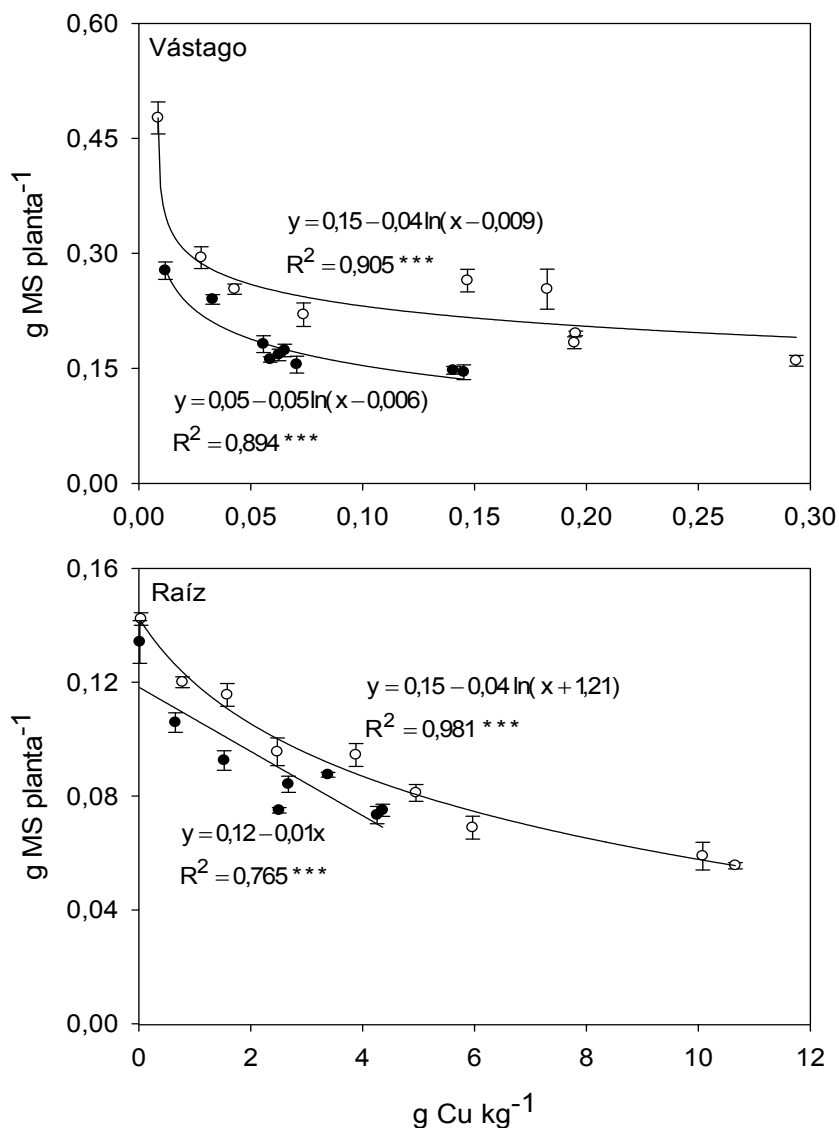 0,60
Vástago
0,45
y = 0,15 – 0,04 ln( x – 0,009)
0,30
R² = 0,905 ***
0,15
y = 0,05 – 0,05 ln( x – 0,006)
R² = 0,894 ***
0,00
g MS planta⁻¹
0,00 0,05 0,10 0,15 0,20 0,25 0,30
0,16
Raíz
0,12
y = 0,15 – 0,04 ln( x + 1,21)
R² = 0,981 ***
0,08
y = 0,12 – 0,01x
R² = 0,765 ***
0,04
0,00
g MS planta⁻¹
0 2 4 6 8 10 12
g Cu kg⁻¹